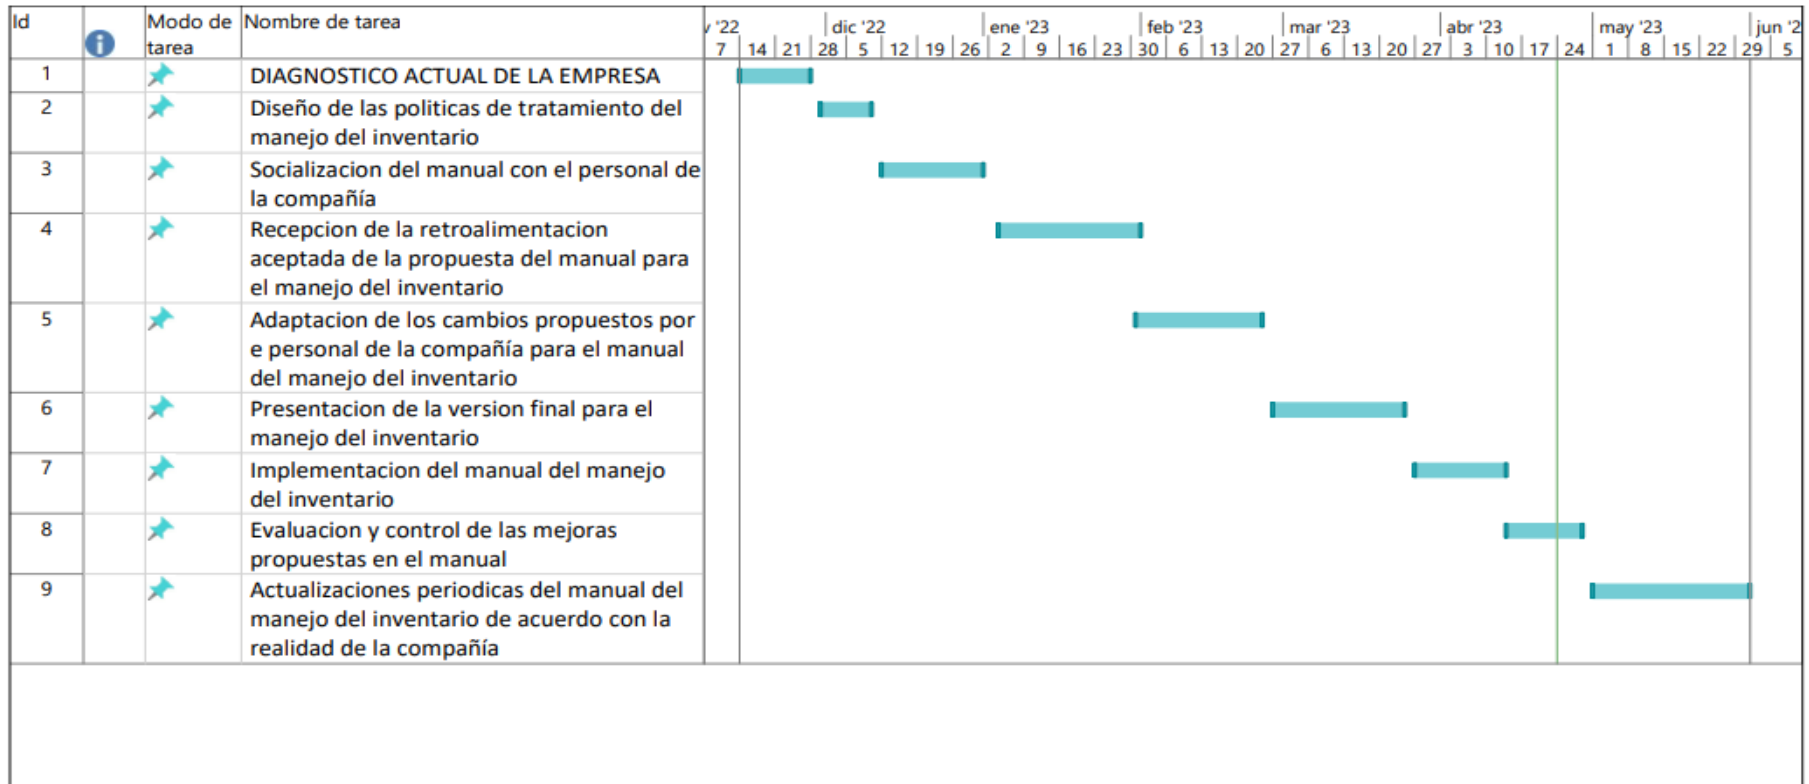 Id
Modo de tarea
Nombre de tarea
'22
dic '22
ene '23
feb '23
mar '23
abr '23
may '23
jun '2
7 14 21 28 5 12 19 26 2 9 16 23 30 6 13 20 27 6 13 20 27 3 10 17 24 1 8 15 22 29 5
1 DIAGNOSTICO ACTUAL DE LA EMPRESA
2 Diseño de las politicas de tratamiento del
manejo del inventario
3 Socializacion del manual con el personal de
la compañía
4 Recepcion de la retroalimentacion
aceptada de la propuesta del manual para
el manejo del inventario
5 Adaptacion de los cambios propuestos por
e personal de la compañía para el manual
del manejo del inventario
6 Presentacion de la version final para el
manejo del inventario
7 Implementacion del manual del manejo
del inventario
8 Evaluacion y control de las mejoras
propuestas en el manual
9 Actualizaciones periodicas del manual del
manejo del inventario de acuerdo con la
realidad de la compañía